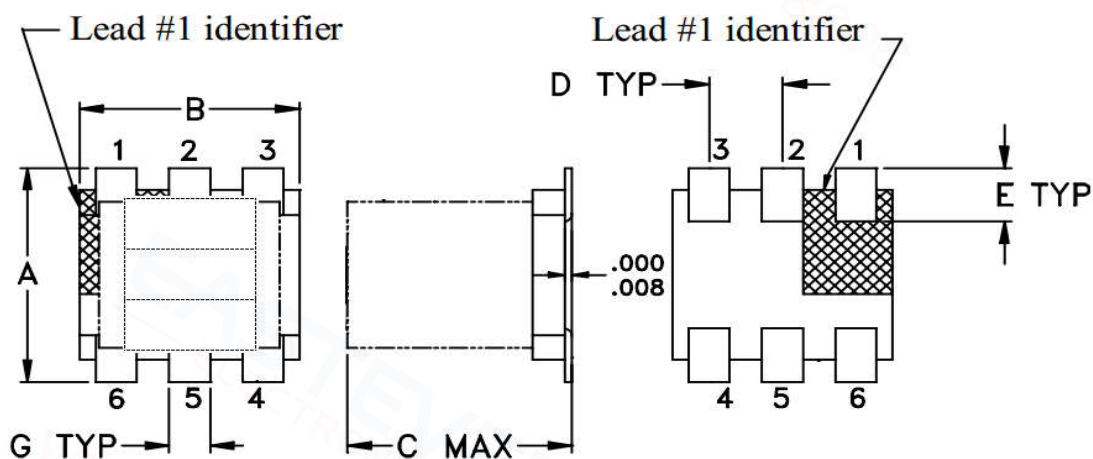 Lead #1 identifier
Lead #1 identifier
D TYP
B
1 2 3
3 2 1
E TYP
A
.000
.008
6 5 4
4 5 6
G TYP
C MAX